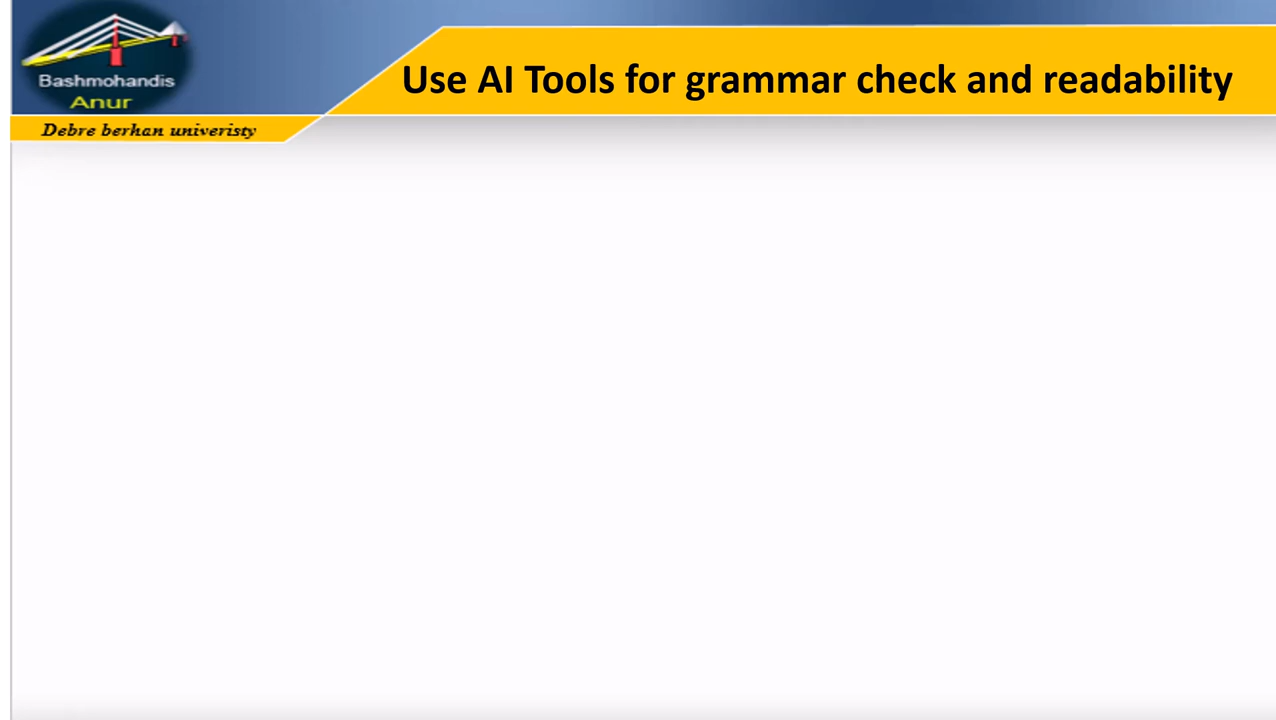 Use AI Tools for grammar check and readability
Bashmohandis
Anur
Debre berhan univeristy